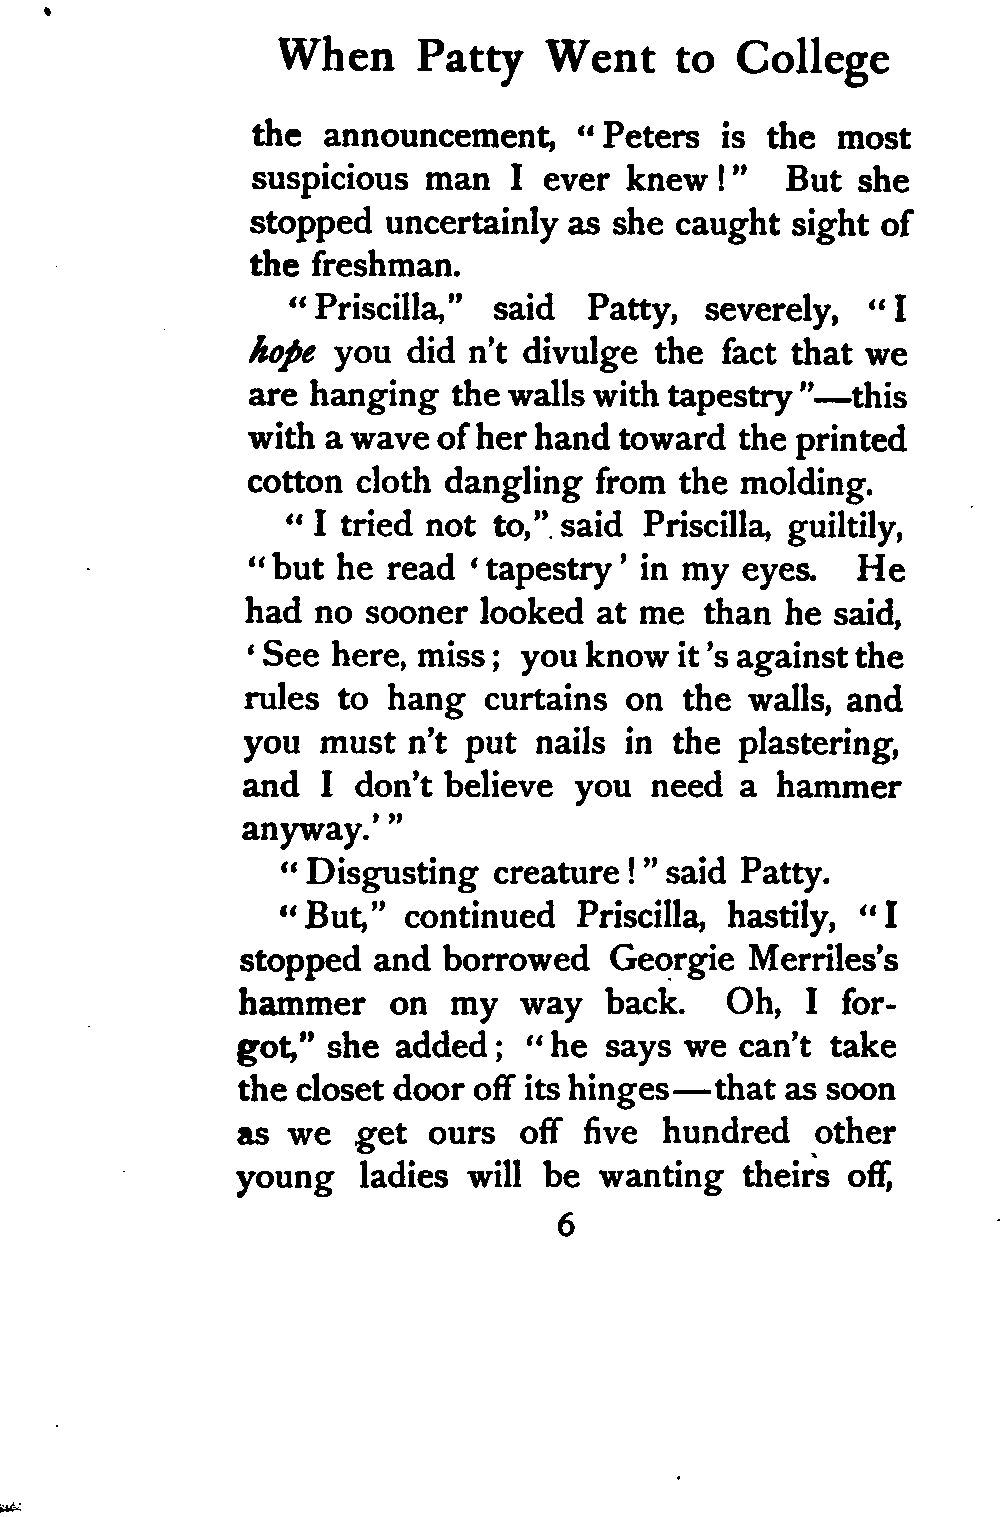 When Patty Went to College
the announcement, "Peters is the most
suspicious man I ever knew!" But she
stopped uncertainly as she caught sight of
the freshman.
"Priscilla," said Patty, severely, "I
hope you did n't divulge the fact that we
are hanging the walls with tapestry"—this
with a wave of her hand toward the printed
cotton cloth dangling from the molding.
"I tried not to," said Priscilla, guiltily,
"but he read 'tapestry' in my eyes. He
had no sooner looked at me than he said,
'See here, miss; you know it 's against the
rules to hang curtains on the walls, and
you must n't put nails in the plastering,
and I don't believe you need a hammer
anyway.'"
"Disgusting creature!" said Patty.
"But," continued Priscilla, hastily, "I
stopped and borrowed Georgie Merriles's
hammer on my way back. Oh, I for-
got," she added; "he says we can't take
the closet door off its hinges—that as soon
as we get ours off five hundred other
young ladies will be wanting theirs off,
6